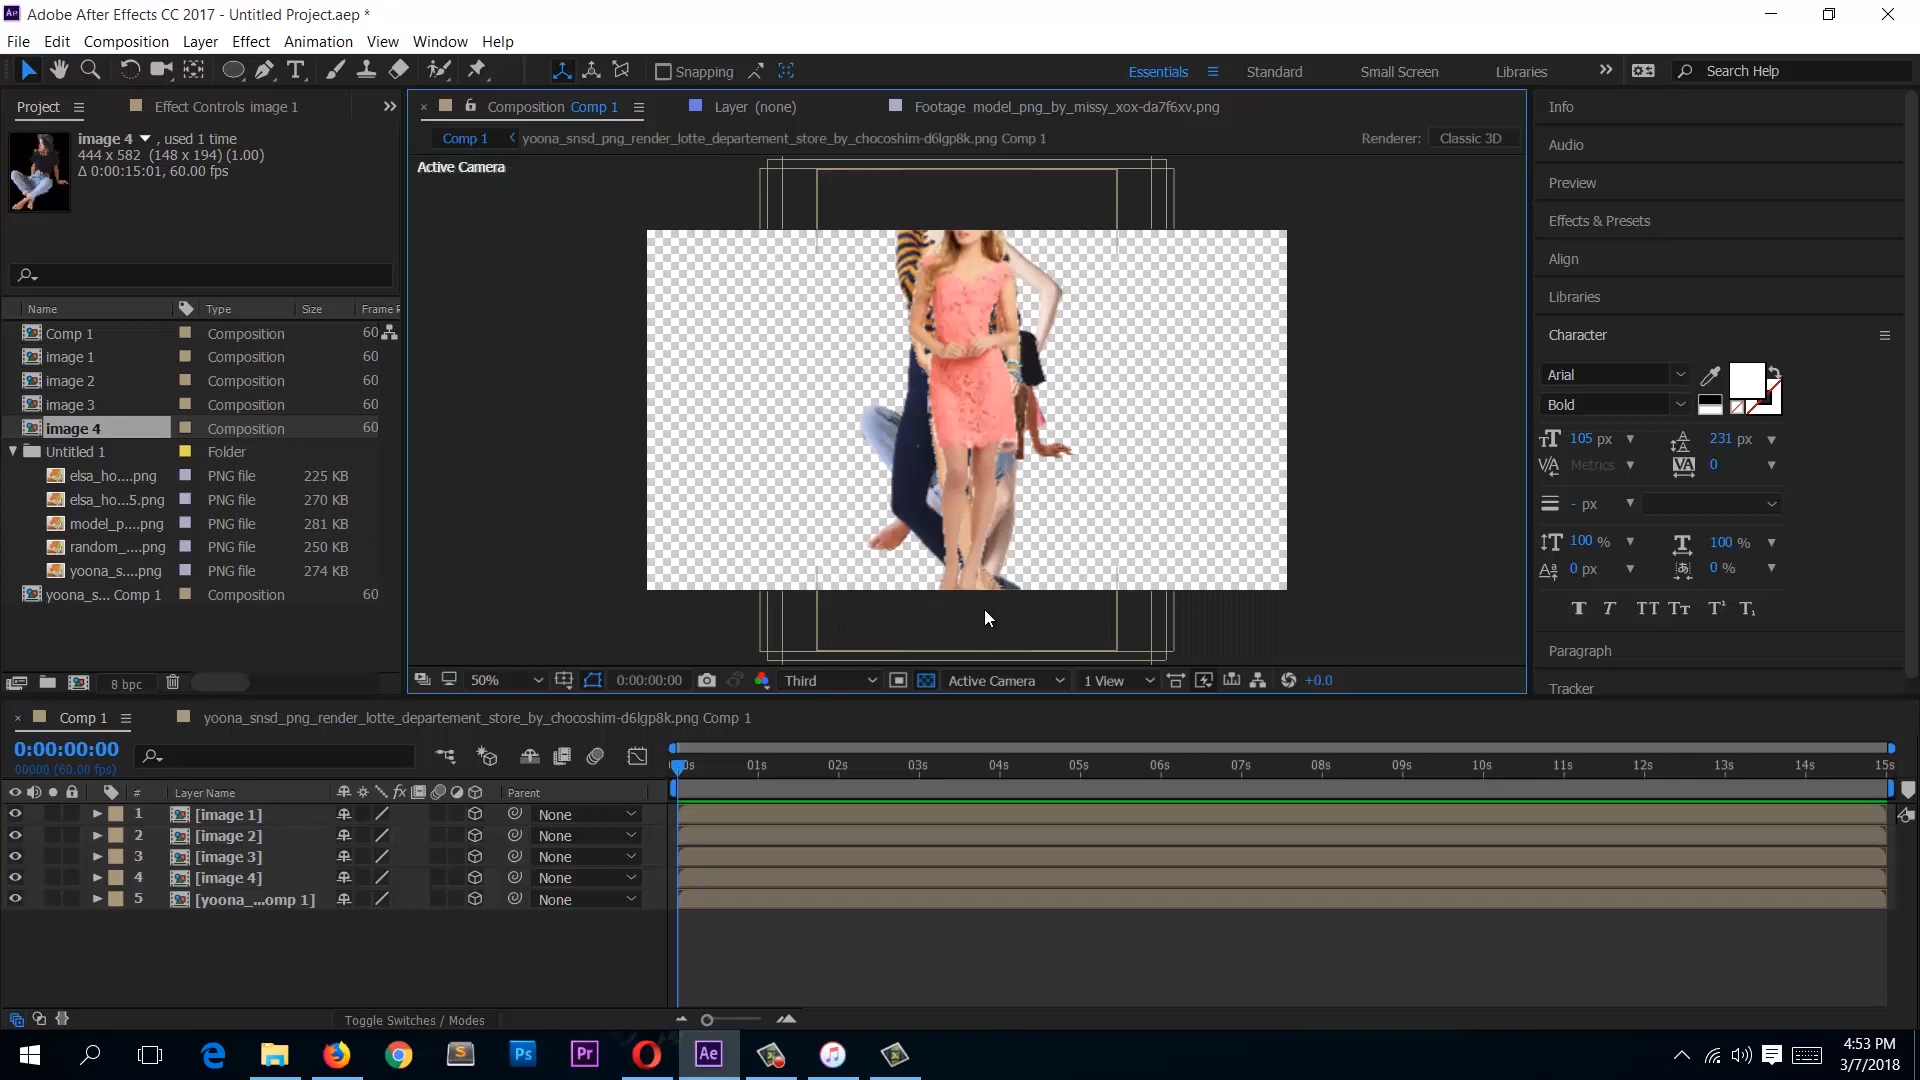 Adobe After Effects CC 2017 - Untitled Project.aep *
File Edit Composition Layer Effect Animation View Window Help
Snapping Essentials Standard Small Screen Libraries Search Help
Project Effect Controls image 1
Composition Comp 1 Layer (none) Footage model_png_by_missy_xox-da7f6xv.png
image 4 , used 1 time
444 x 582 (148 x 194) (1.00)
Δ 0:00:15:01, 60.00 fps
Comp 1 yoona_snsd_png_render_lotte_departement_store_by_chocoshim-d6lgp8k.png Comp 1 Renderer: Classic 3D
Active Camera
Name Type Size Frame R
Comp 1 Composition 60
image 1 Composition 60
image 2 Composition 60
image 3 Composition 60
image 4 Composition 60
Untitled 1 Folder
elsa_ho....png PNG file 225 KB
elsa_ho...5.png PNG file 270 KB
model_p....png PNG file 281 KB
random_....png PNG file 250 KB
yoona_s....png PNG file 274 KB
yoona_s... Comp 1 Composition 60
8 bpc
50% 0:00:00:00 Third Active Camera 1 View +0.0
Info
Audio
Preview
Effects & Presets
Align
Libraries
Character
Arial
Bold
105 px 231 px
Metrics 0
- px
100 % 100 %
0 px 0 %
T T TT Tт T¹ T₁
Paragraph
Tracker
Comp 1 yoona_snsd_png_render_lotte_departement_store_by_chocoshim-d6lgp8k.png Comp 1
0:00:00:00
00000 (60.00 fps)
01s 02s 03s 04s 05s 06s 07s 08s 09s 10s 11s 12s 13s 14s 15s
# Layer Name fx Parent
1 [image 1] None
2 [image 2] None
3 [image 3] None
4 [image 4] None
5 [yoona_...omp 1] None
Toggle Switches / Modes
Ps Pr Ae
4:53 PM
3/7/2018